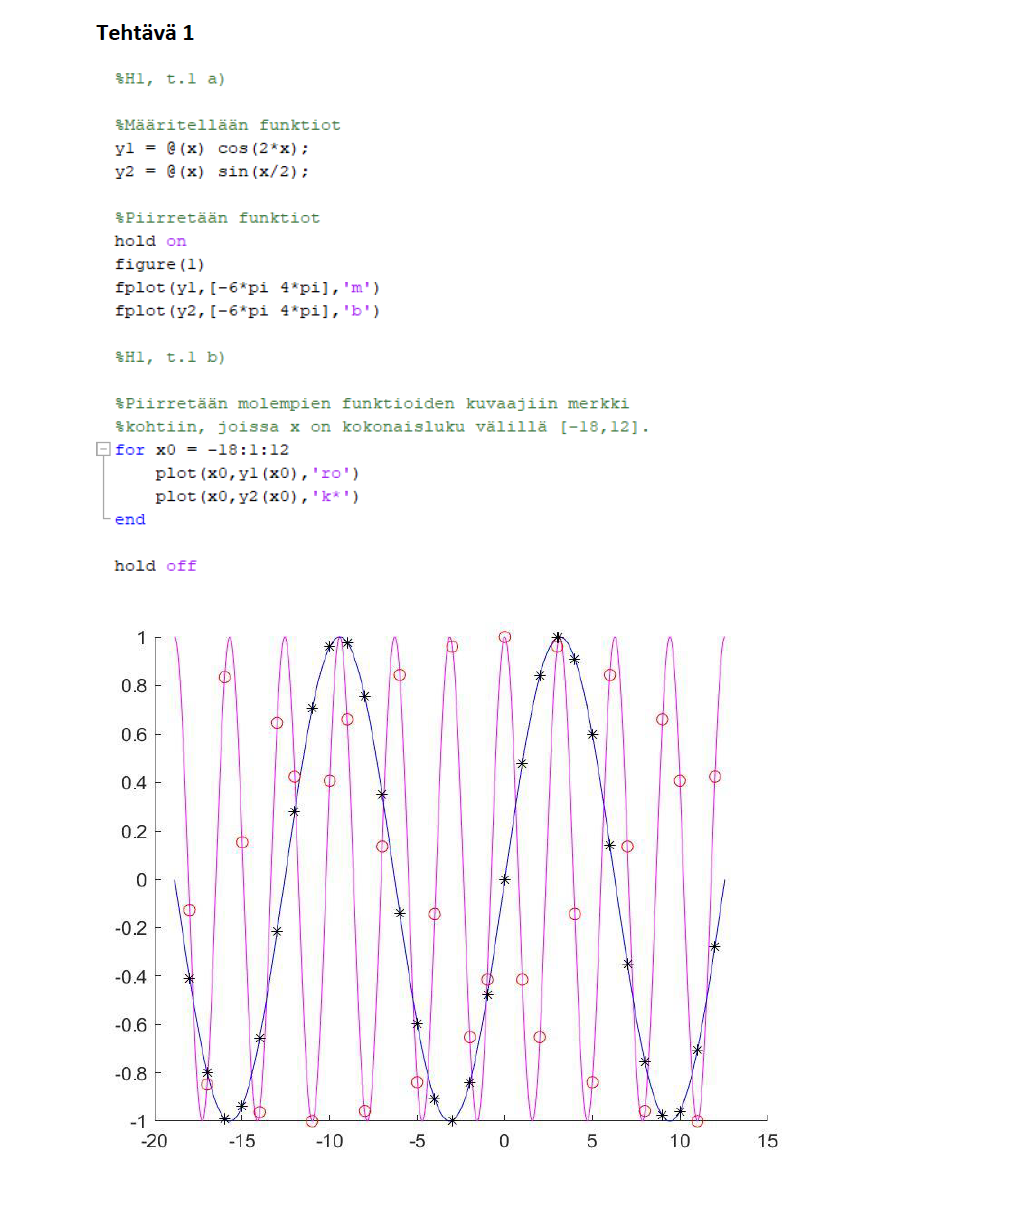 Tehtävä 1
%H1, t.1 a)
%Määritellään funktiot
y1 = @(x) cos(2*x);
y2 = @(x) sin(x/2);
%Piirretään funktiot
hold on
figure(1)
fplot(y1,[-6*pi 4*pi],'m')
fplot(y2,[-6*pi 4*pi],'b')
%H1, t.1 b)
%Piirretään molempien funktioiden kuvaajiin merkki
%kohtiin, joissa x on kokonaisluku välillä [-18,12].
for x0 = -18:1:12
plot(x0,y1(x0),'ro')
plot(x0,y2(x0),'k*')
end
hold off
1
0.8
0.6
0.4
0.2
0
-0.2
-0.4
-0.6
-0.8
-1
-20 -15 -10 -5 0 5 10 15